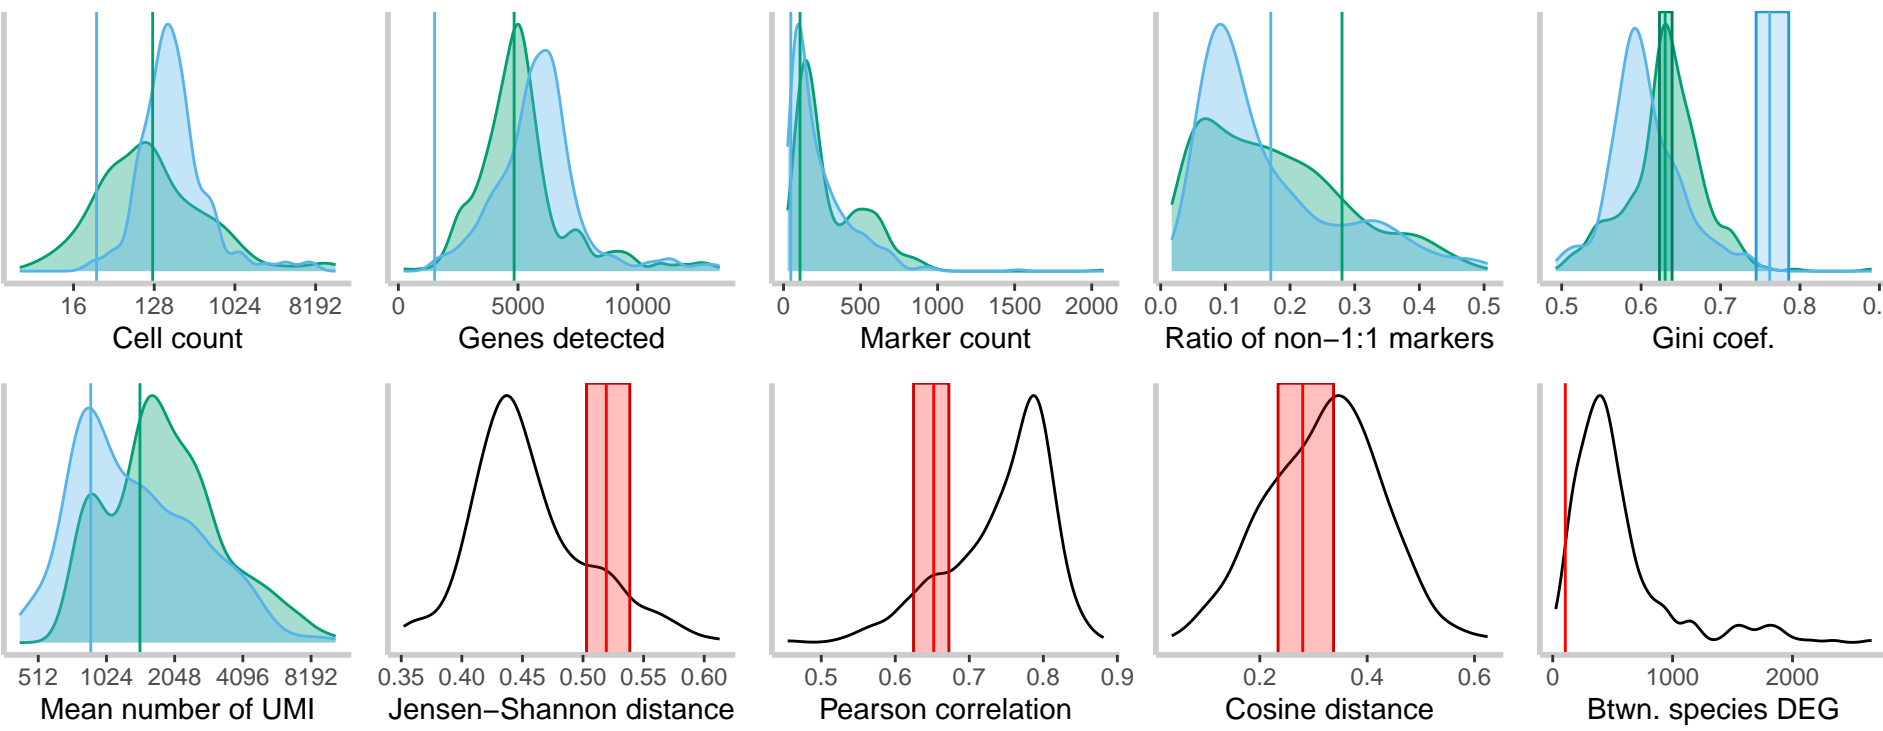 16 128 1024 8192
Cell count
0 5000 10000
Genes detected
0 500 1000 1500 2000
Marker count
0.0 0.1 0.2 0.3 0.4 0.5
Ratio of non−1:1 markers
0.5 0.6 0.7 0.8 0.
Gini coef.
512 1024 2048 4096 8192
Mean number of UMI
0.35 0.40 0.45 0.50 0.55 0.60
Jensen−Shannon distance
0.5 0.6 0.7 0.8 0.9
Pearson correlation
0.2 0.4 0.6
Cosine distance
0 1000 2000
Btwn. species DEG